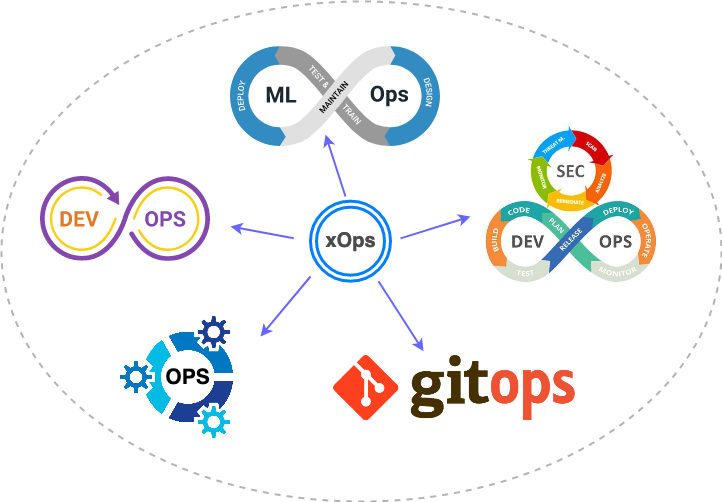 ML
Ops
DEPLOY
TEST &
MAINTAIN
TRAIN
DESIGN
DEV
OPS
xOps
THREAT M.
SCAN
ANALYZE
REMEDIATE
MONITOR
SEC
CODE
PLAN
BUILD
TEST
RELEASE
DEPLOY
OPERATE
MONITOR
DEV
OPS
OPS
gitops